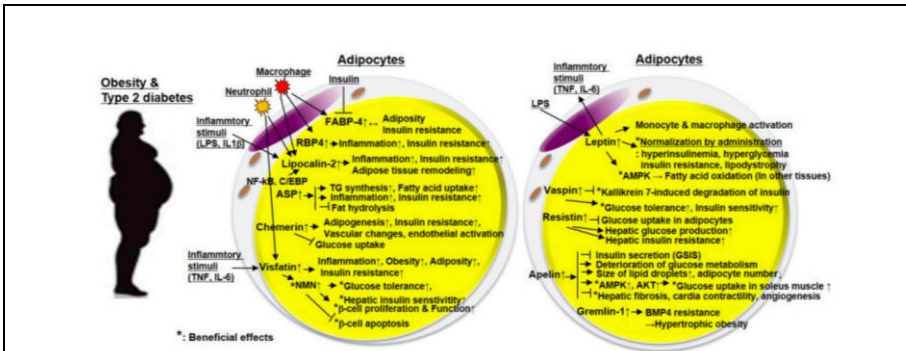 Obesity &
Type 2 diabetes
Adipocytes
Macrophage
Insulin
Neutrophil
Inflammtory
stimuli
(LPS, IL1β)
FABP-4↑↔ Adiposity
Insulin resistance
RBP4↑→Inflammation↑, Insulin resistance↑
Lipocalin-2↑→Inflammation↑, Insulin resistance↑
Adipose tissue remodeling↑
NF-kB, C/EBP
ASP↑
TG synthesis↑, Fatty acid uptake↑
Inflammation↑, Insulin resistance↑
Fat hydrolysis
Chemerin↑
Adipogenesis↑, Insulin resistance↑,
Vascular changes, endothelial activation
Glucose uptake
Inflammtory
stimuli
(TNF, IL-6)
Visfatin↑
Inflammation↑, Obesity↑, Adiposity↑,
Insulin resistance↑
*NMN↑ → *Glucose tolerance↑,
*Hepatic insulin senstivity↑
*β-cell proliferation & Function↑
*β-cell apoptosis
*: Beneficial effects
Adipocytes
Inflammtory
stimuli
(TNF, IL-6)
LPS
Leptin↑
Monocyte & macrophage activation
*Normalization by administration
: hyperinsulinemia, hyperglycemia
insulin resistance, lipodystrophy
*AMPK → Fatty acid oxidation (In other tissues)
Vaspin↑⊣*Kallikrein 7-induced degradation of insulin
*Glucose tolerance↑, Insulin sensitivity↑
Resistin↑
Glucose uptake in adipocytes
Hepatic glucose production↑
Hepatic insulin resistance↑
Apelin↑
Insulin secretion (GSIS)
Deterioration of glucose metabolism
Size of lipid droplets↑, adipocyte number↓
*AMPK↑, AKT↑→*Glucose uptake in soleus muscle ↑
*Hepatic fibrosis, cardia contractility, angiogenesis
Gremlin-1↑→BMP4 resistance
→Hypertrophic obesity